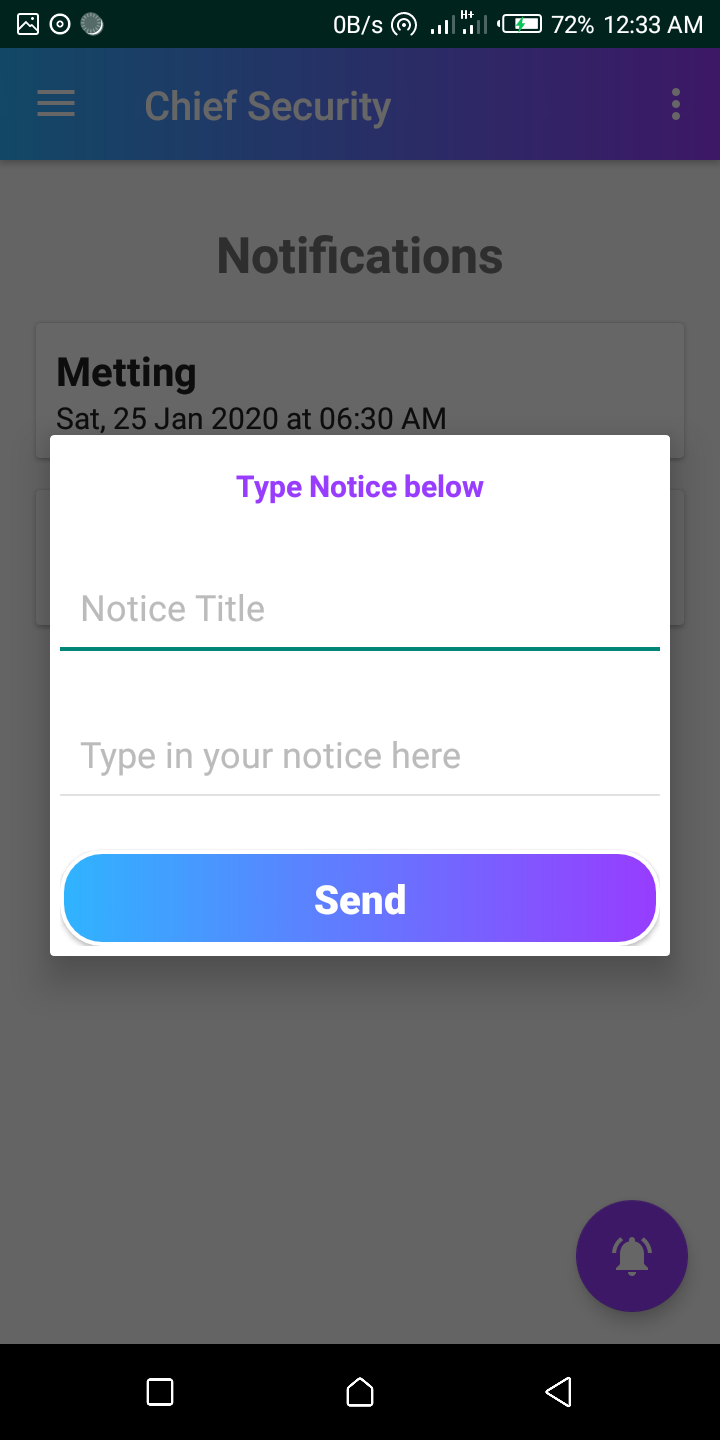 0B/s H+ 72% 12:33 AM
Chief Security
Notifications
Metting
Sat, 25 Jan 2020 at 06:30 AM
Type Notice below
Notice Title
Type in your notice here
Send